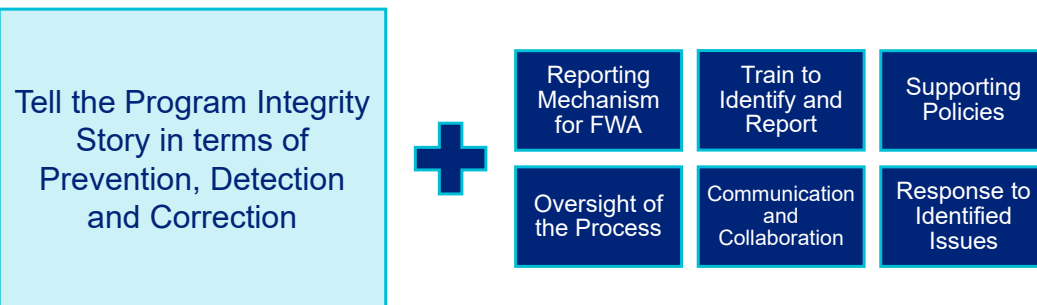 Tell the Program Integrity
Story in terms of
Prevention, Detection
and Correction
Reporting
Mechanism
for FWA
Train to
Identify and
Report
Supporting
Policies
Oversight of
the Process
Communication
and
Collaboration
Response to
Identified
Issues